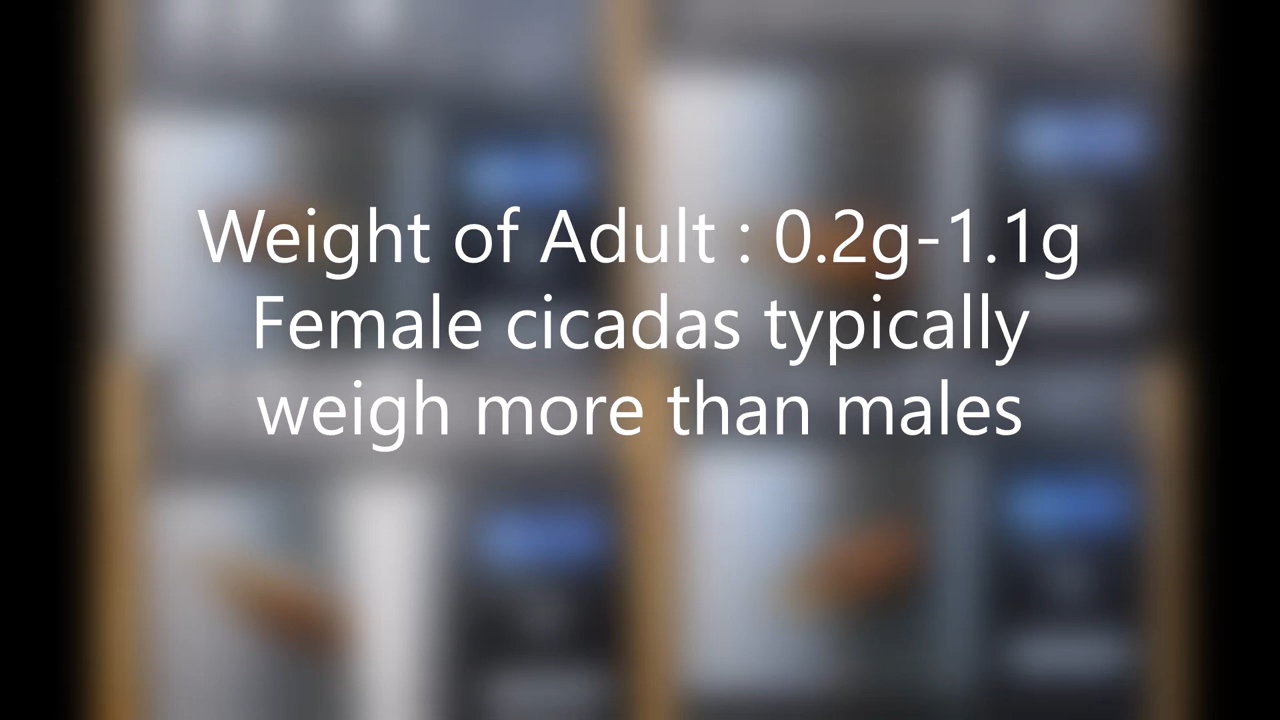 Weight of Adult : 0.2g-1.1g
Female cicadas typically
weigh more than males